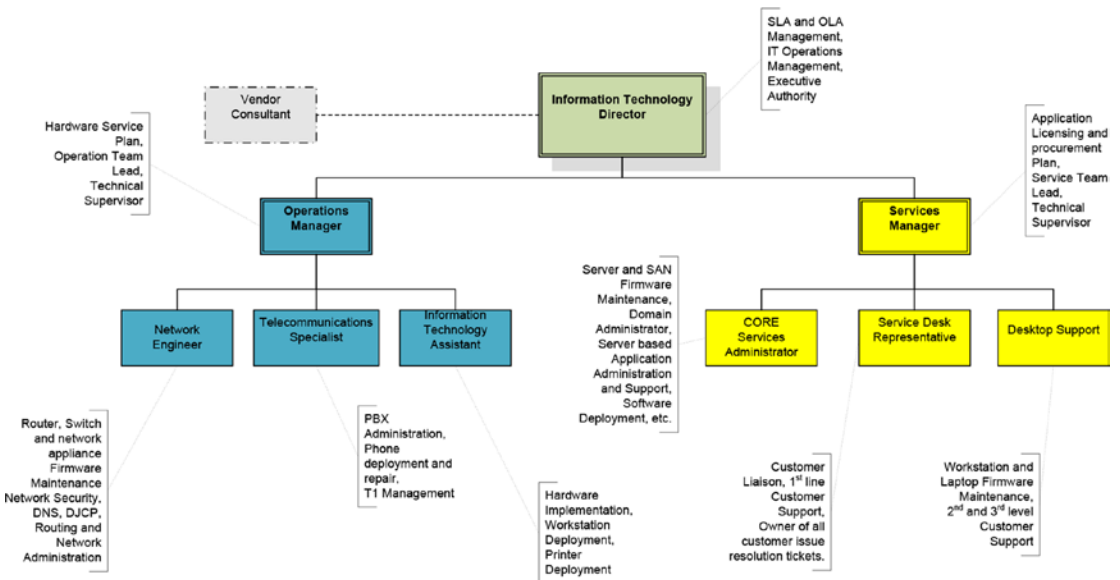 SLA and OLA
Management,
IT Operations
Management,
Executive
Authority
Information Technology
Director
Vendor
Consultant
Hardware Service
Plan,
Operation Team
Lead,
Technical
Supervisor
Application
Licensing and
procurement
Plan,
Service Team
Lead,
Technical
Supervisor
Operations
Manager
Services
Manager
Server and SAN
Firmware
Maintenance,
Domain
Administrator,
Server based
Application
Administration
and Support,
Software
Deployment, etc.
Network
Engineer
Telecommunications
Specialist
Information
Technology
Assistant
CORE
Services
Administrator
Service Desk
Representative
Desktop Support
Router, Switch
and network
appliance
Firmware
Maintenance
Network Security,
DNS, DJCP,
Routing and
Network
Administration
PBX
Administration,
Phone
deployment and
repair,
T1 Management
Hardware
Implementation,
Workstation
Deployment,
Printer
Deployment
Customer
Liaison, 1st line
Customer
Support,
Owner of all
customer issue
resolution tickets.
Workstation and
Laptop Firmware
Maintenance,
2nd and 3rd level
Customer
Support